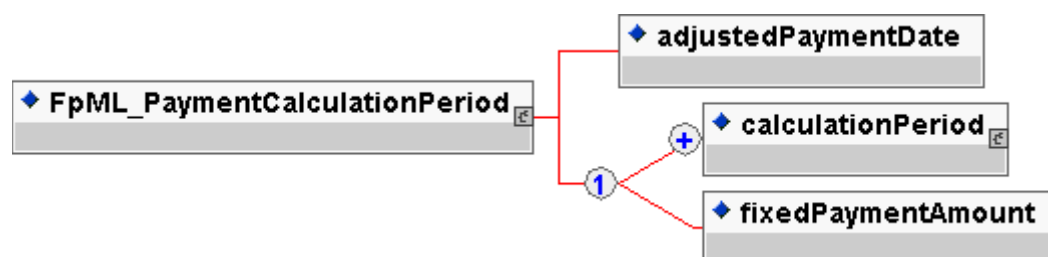 adjustedPaymentDate
FpML_PaymentCalculationPeriod
+
calculationPeriod
1
fixedPaymentAmount